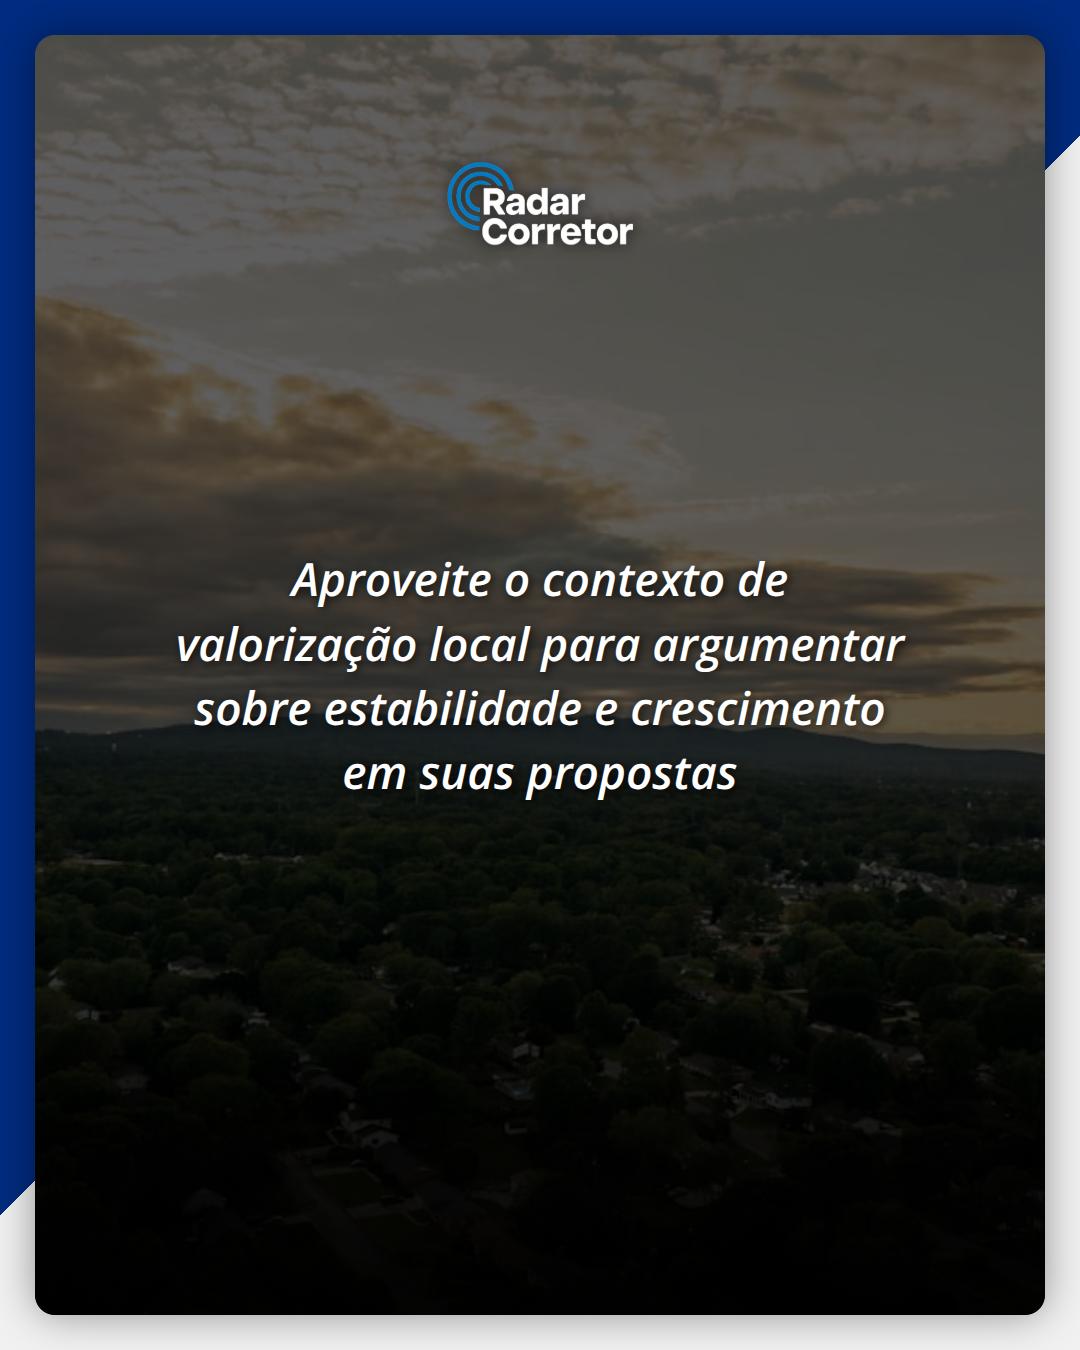 Radar
Corretor
Aproveite o contexto de
valorização local para argumentar
sobre estabilidade e crescimento
em suas propostas